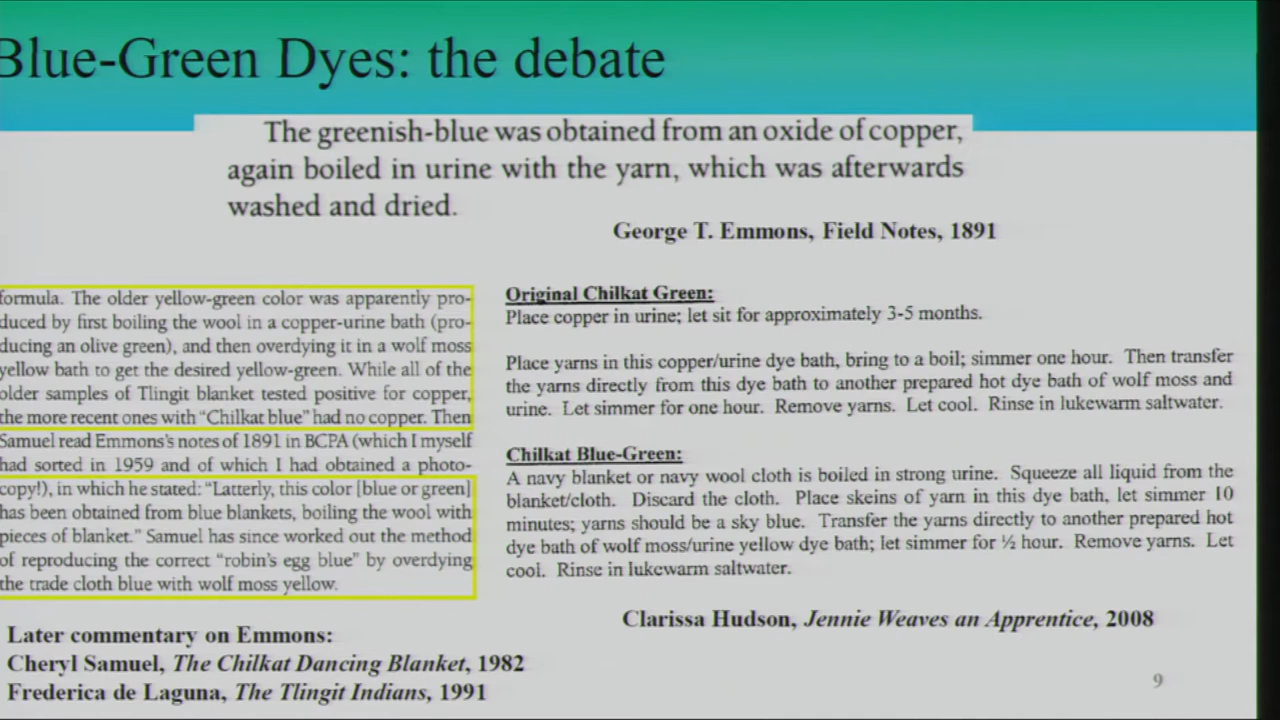 Blue-Green Dyes: the debate
The greenish-blue was obtained from an oxide of copper,
again boiled in urine with the yarn, which was afterwards
washed and dried.
George T. Emmons, Field Notes, 1891
formula. The older yellow-green color was apparently pro-
duced by first boiling the wool in a copper-urine bath (pro-
ducing an olive green), and then overdying it in a wolf moss
yellow bath to get the desired yellow-green. While all of the
older samples of Tlingit blanket tested positive for copper,
the more recent ones with “Chilkat blue” had no copper. Then
Samuel read Emmons’s notes of 1891 in BCPA (which I myself
had sorted in 1959 and of which I had obtained a photo-
copy!), in which he stated: “Latterly, this color [blue or green]
has been obtained from blue blankets, boiling the wool with
pieces of blanket.” Samuel has since worked out the method
of reproducing the correct “robin’s egg blue” by overdying
the trade cloth blue with wolf moss yellow.
Later commentary on Emmons:
Cheryl Samuel, The Chilkat Dancing Blanket, 1982
Frederica de Laguna, The Tlingit Indians, 1991
Original Chilkat Green:
Place copper in urine; let sit for approximately 3-5 months.
Place yarns in this copper/urine dye bath, bring to a boil; simmer one hour. Then transfer
the yarns directly from this dye bath to another prepared hot dye bath of wolf moss and
urine. Let simmer for one hour. Remove yarns. Let cool. Rinse in lukewarm saltwater.
Chilkat Blue-Green:
A navy blanket or navy wool cloth is boiled in strong urine. Squeeze all liquid from the
blanket/cloth. Discard the cloth. Place skeins of yarn in this dye bath, let simmer 10
minutes; yarns should be a sky blue. Transfer the yarns directly to another prepared hot
dye bath of wolf moss/urine yellow dye bath; let simmer for ½ hour. Remove yarns. Let
cool. Rinse in lukewarm saltwater.
Clarissa Hudson, Jennie Weaves an Apprentice, 2008
9